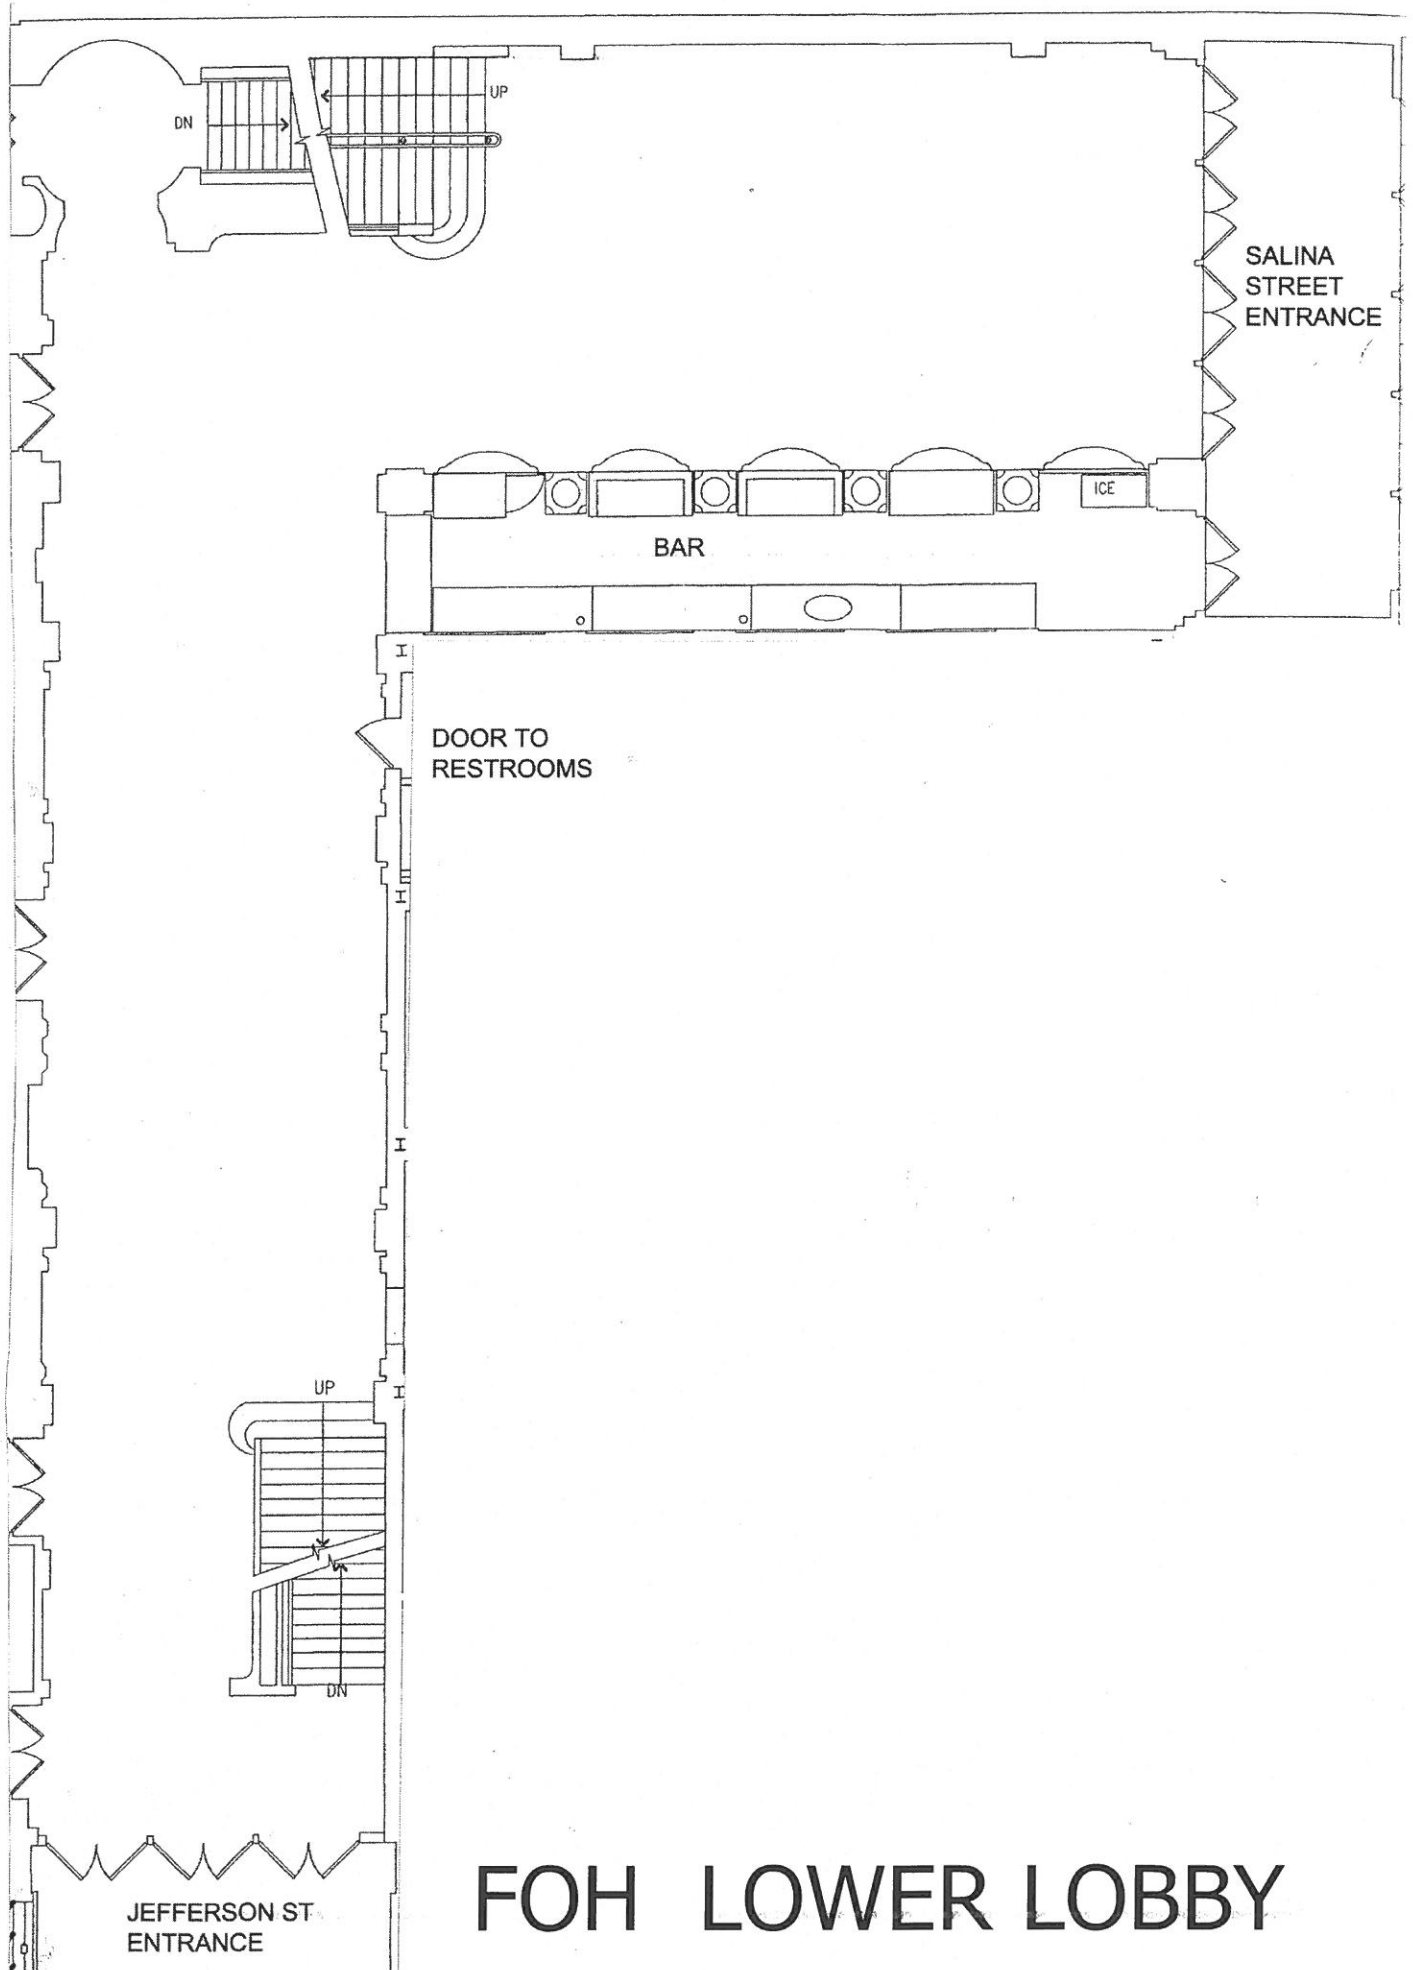 UP
DN
SALINA
STREET
ENTRANCE
ICE
BAR
DOOR TO
RESTROOMS
UP
DN
JEFFERSON ST
ENTRANCE
FOH LOWER LOBBY